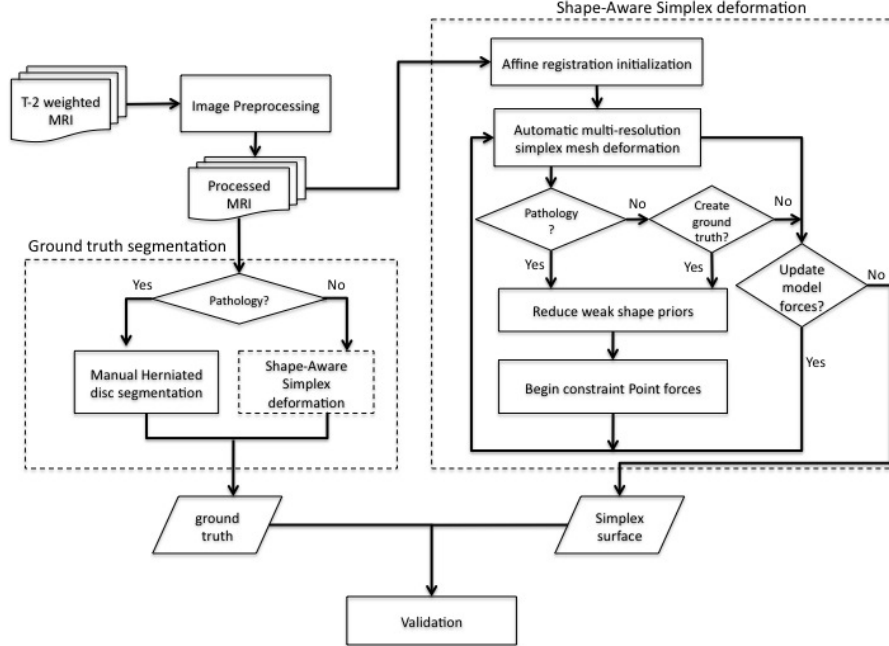 Shape-Aware Simplex deformation
T-2 weighted
MRI
Image Preprocessing
Affine registration initialization
Automatic multi-resolution
simplex mesh deformation
Processed
MRI
Pathology
?
No
Create
ground
truth?
No
Yes
Yes
Ground truth segmentation
Yes
Pathology?
No
Update
model
forces?
No
Yes
Reduce weak shape priors
Manual Herniated
disc segmentation
Shape-Aware
Simplex
deformation
Begin constraint Point forces
ground
truth
Simplex
surface
Validation